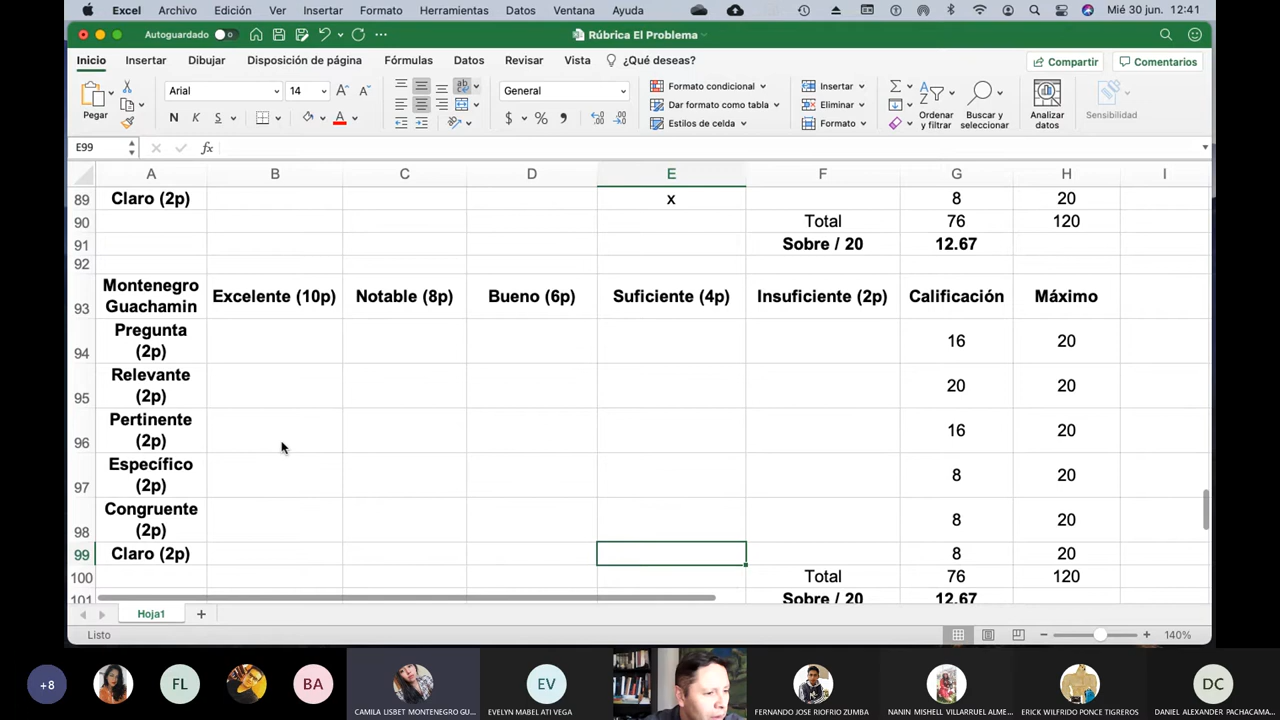 Excel Archivo Edición Ver Insertar Formato Herramientas Datos Ventana Ayuda Mié 30 jun. 12:41
Autoguardado Rúbrica El Problema
Inicio Insertar Dibujar Disposición de página Fórmulas Datos Revisar Vista ¿Qué deseas? Compartir Comentarios
Pegar
Arial 14
N K S
General
Formato condicional
Dar formato como tabla
Estilos de celda
Insertar
Eliminar
Formato
Ordenar y filtrar
Buscar y seleccionar
Analizar datos
Sensibilidad
E99 fx
A B C D E F G H I
89 Claro (2p) x 8 20
90 Total 76 120
91 Sobre / 20 12.67
92
93 Montenegro Guachamin Excelente (10p) Notable (8p) Bueno (6p) Suficiente (4p) Insuficiente (2p) Calificación Máximo
94 Pregunta (2p) 16 20
95 Relevante (2p) 20 20
96 Pertinente (2p) 16 20
97 Específico (2p) 8 20
98 Congruente (2p) 8 20
99 Claro (2p) 8 20
100 Total 76 120
101 Sobre / 20 12.67
Hoja1 +
Listo 140%
+8 FL BA EV DC
CAMILA LISBET MONTENEGRO GU... EVELYN MABEL ATI VEGA FERNANDO JOSE RIOFRIO ZUMBA NANIN MISHELL VILLARRUEL ALME... ERICK WILFRIDO PONCE TIGREROS DANIEL ALEXANDER PACHACAMA...